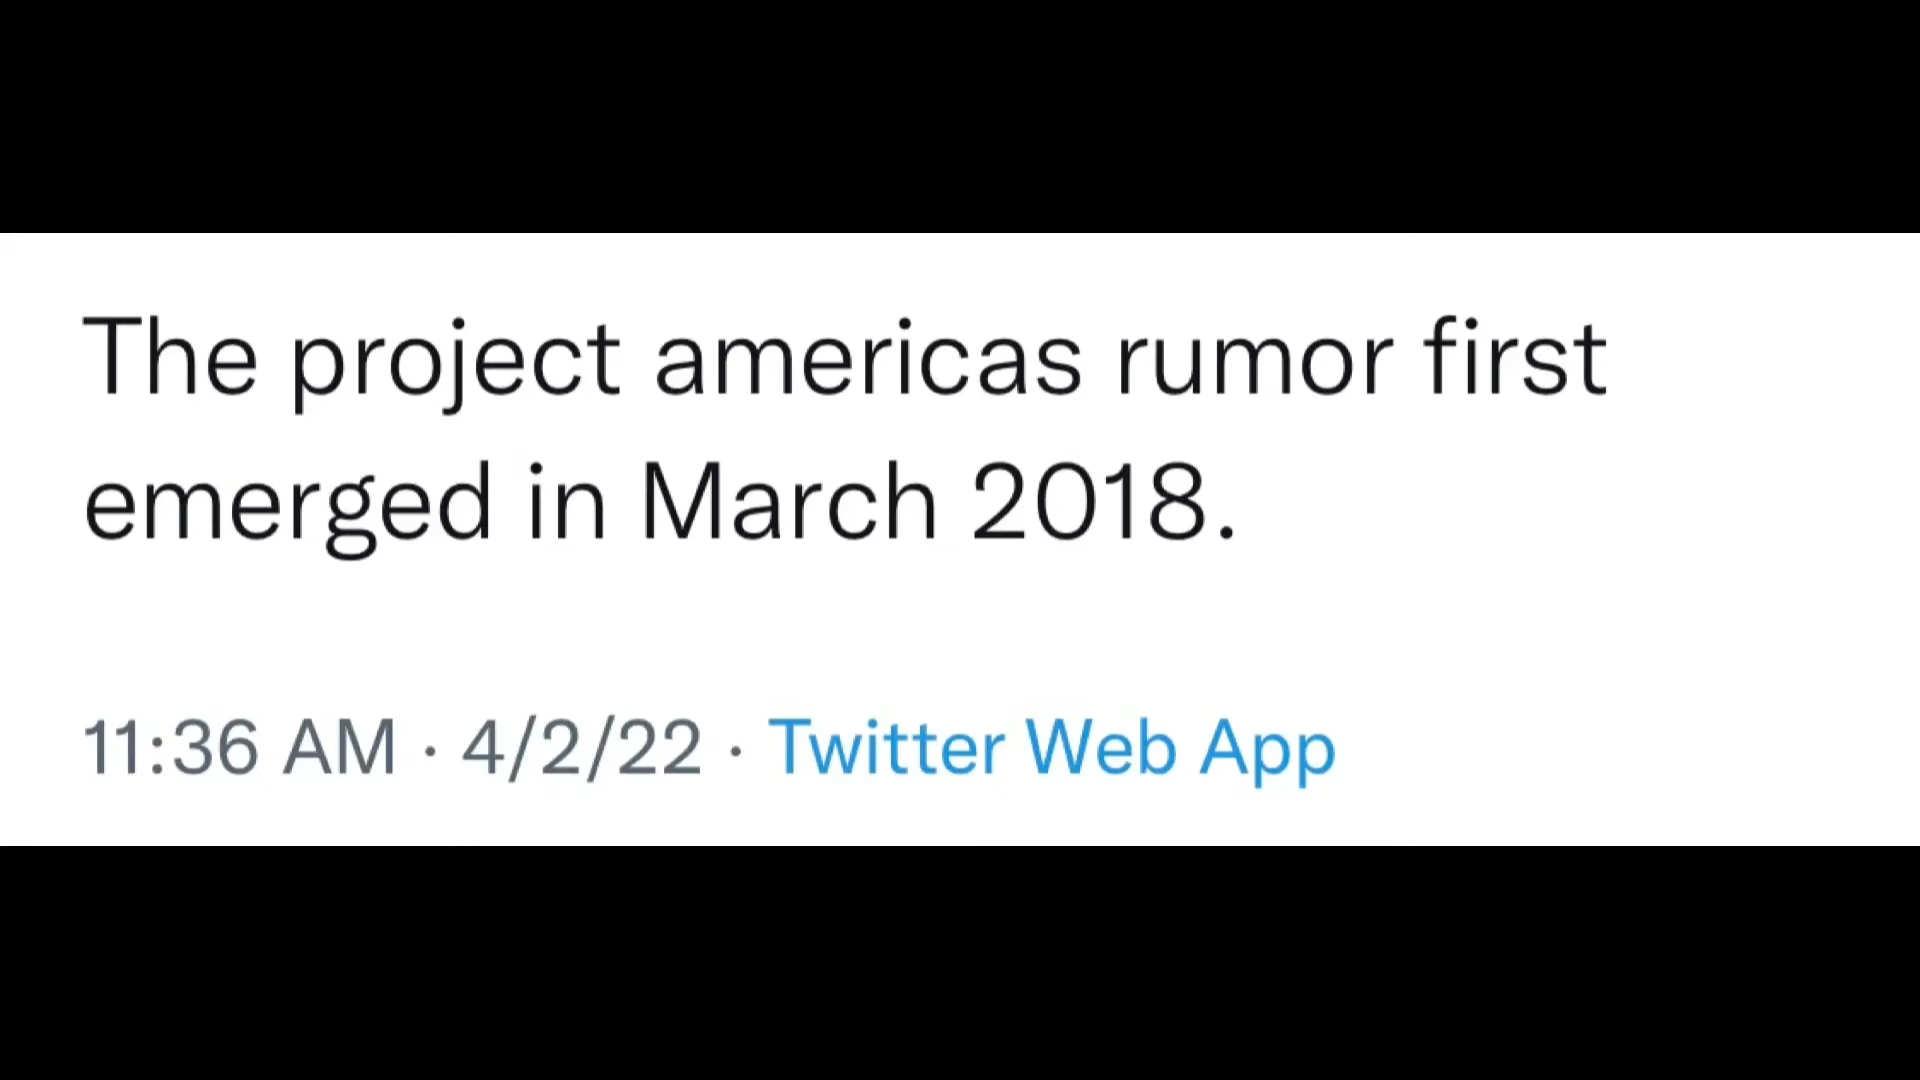 The project americas rumor first
emerged in March 2018.
11:36 AM · 4/2/22 · Twitter Web App